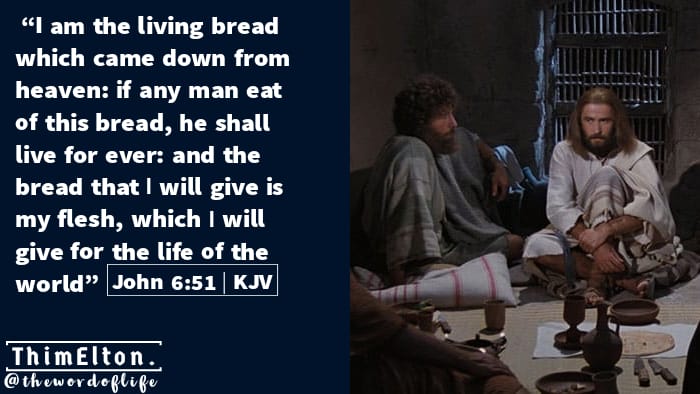 “I am the living bread
which came down from
heaven: if any man eat
of this bread, he shall
live for ever: and the
bread that I will give is
my flesh, which I will
give for the life of the
world” John 6:51 | KJV
ThimElton.
@thewordoflife